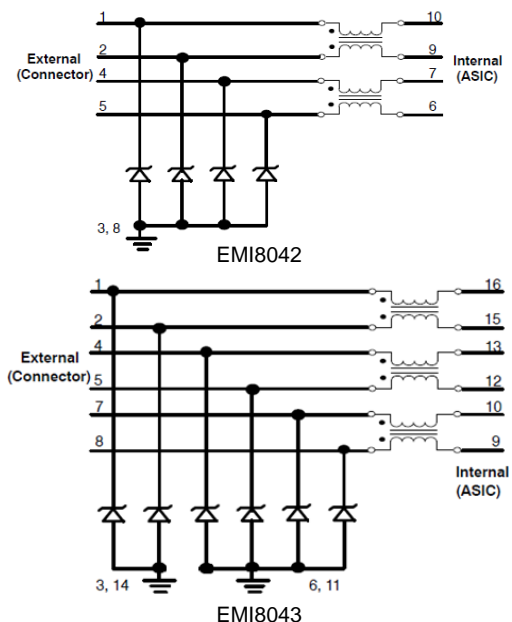 1 10
External
(Connector)
2 9
Internal
(ASIC)
4 7
5 6
3, 8
EMI8042
1 16
2 15
External
(Connector)
4 13
5 12
7 10
8 9
Internal
(ASIC)
3, 14 6, 11
EMI8043